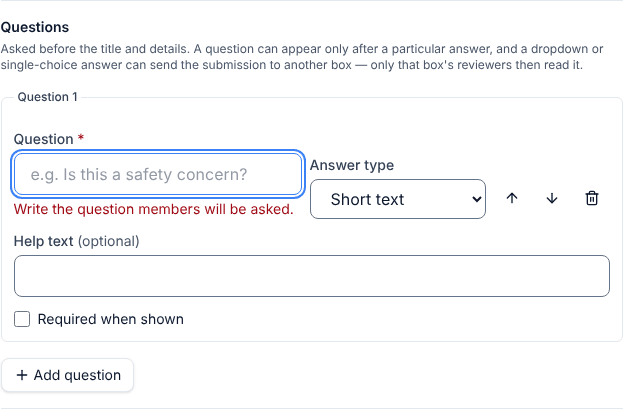 Questions
Asked before the title and details. A question can appear only after a particular answer, and a dropdown or
single-choice answer can send the submission to another box — only that box's reviewers then read it.
Question 1
Question *
e.g. Is this a safety concern?
Write the question members will be asked.
Answer type
Short text
Help text (optional)
Required when shown
+ Add question